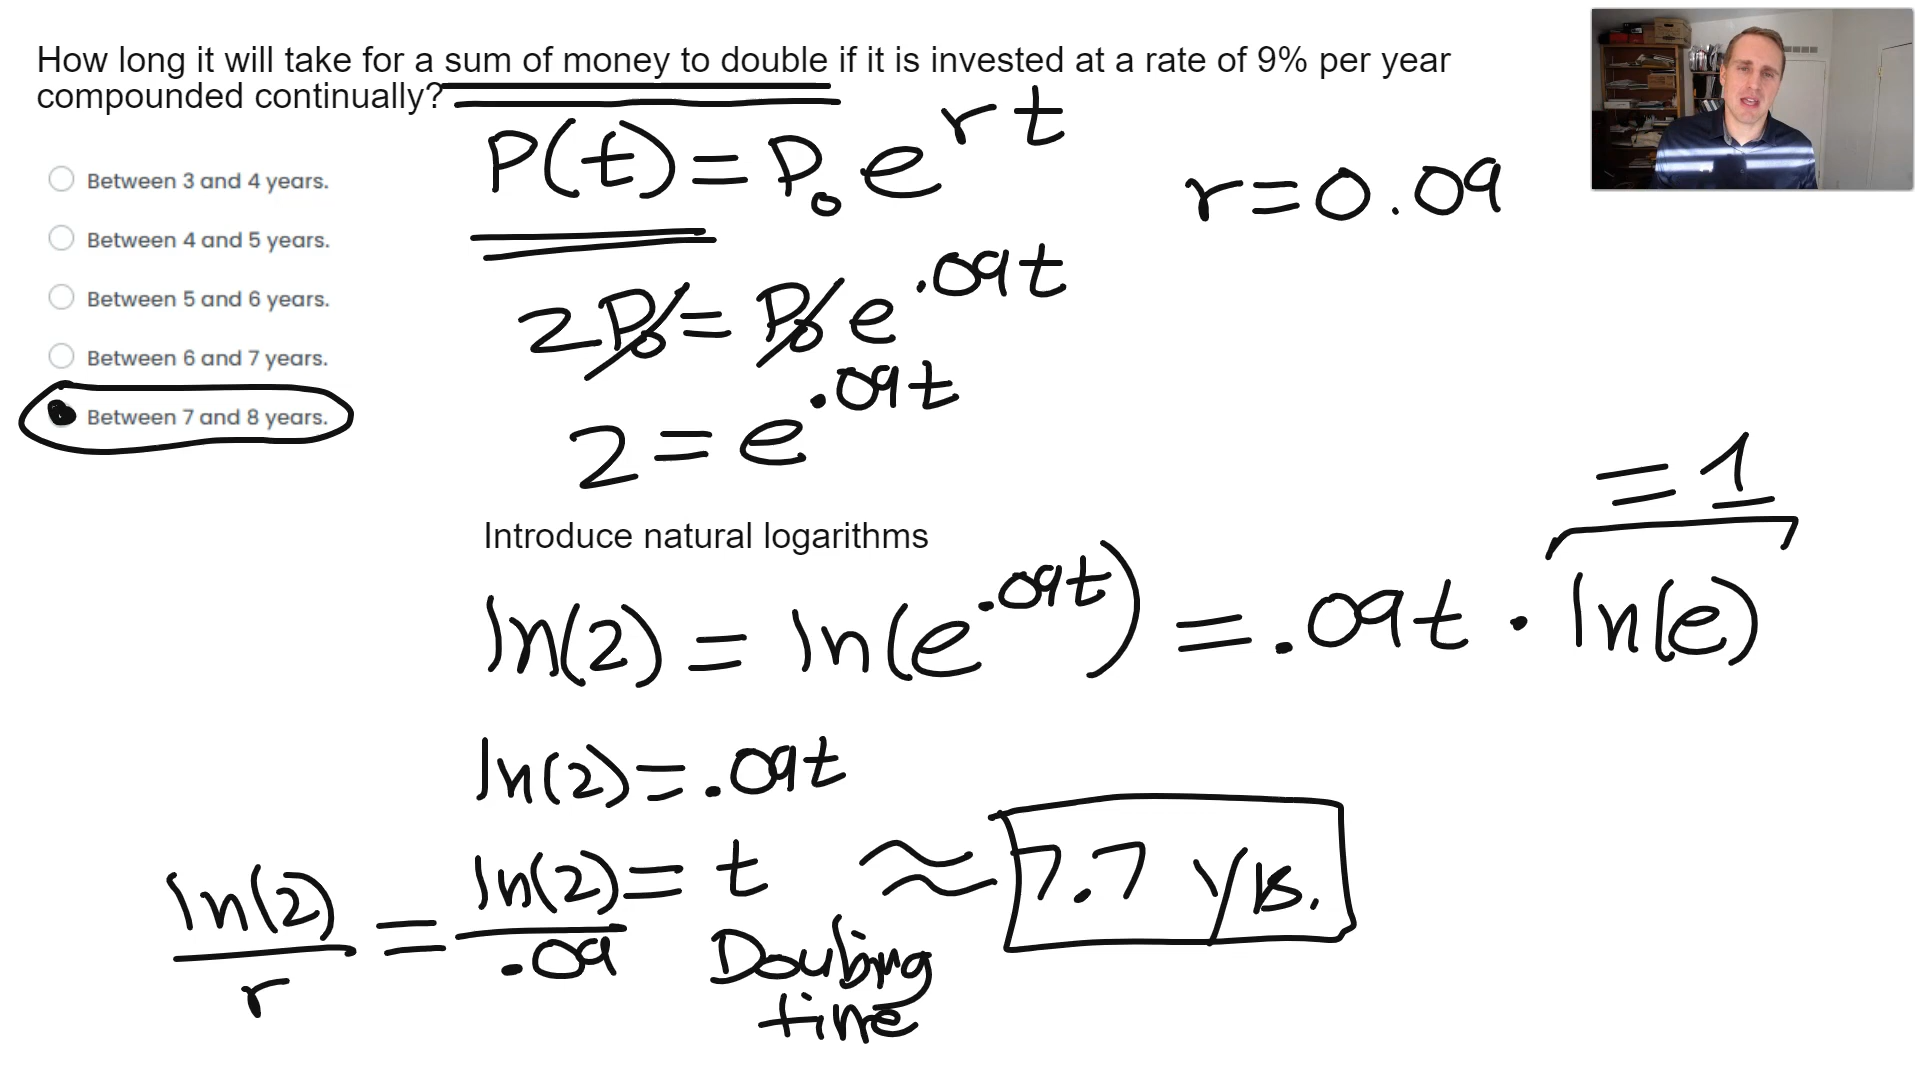 How long it will take for a sum of money to double if it is invested at a rate of 9% per year
compounded continually?
P(t) = P₀ e^rt
r = 0.09
Between 3 and 4 years.
Between 4 and 5 years.
Between 5 and 6 years.
Between 6 and 7 years.
Between 7 and 8 years.
2P₀ = P₀ e^.09t
2 = e^.09t
Introduce natural logarithms
= 1
ln(2) = ln(e^.09t) = .09t · ln(e)
ln(2) = .09t
ln(2)/r = ln(2)/.09 = t ≈ 7.7 yrs.
Doubing
time